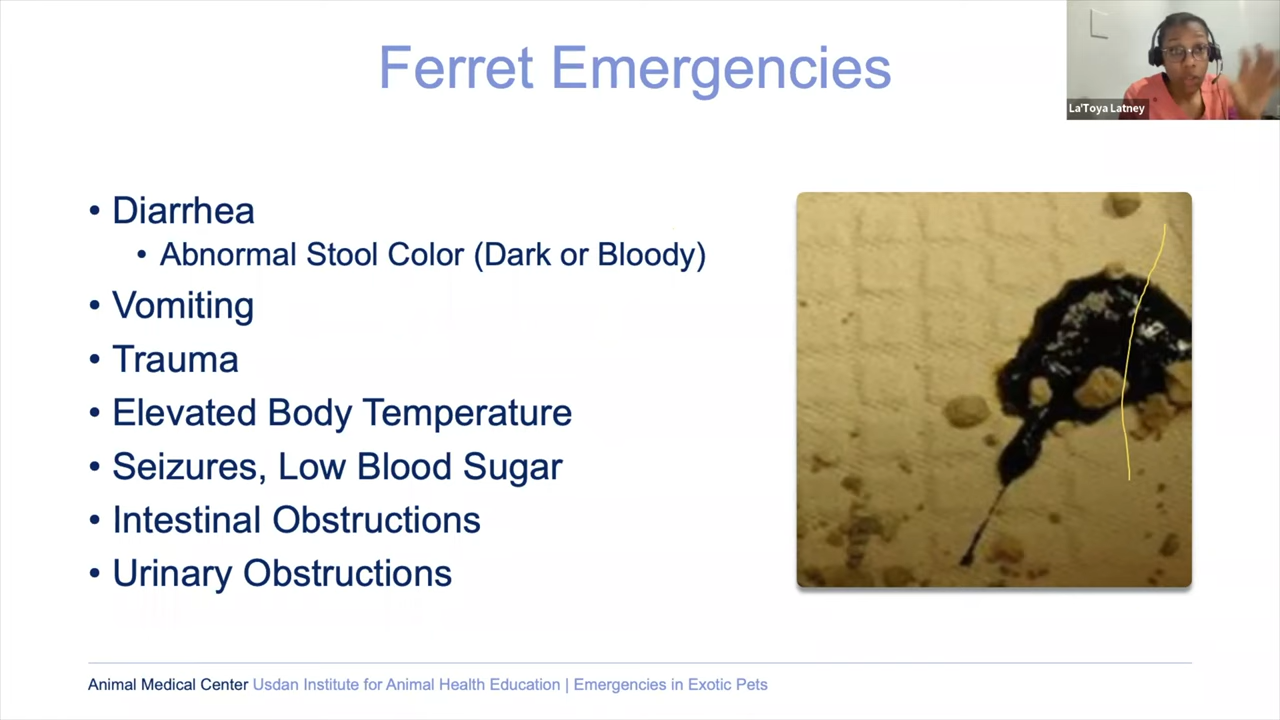 Ferret Emergencies
La'Toya Latney
• Diarrhea
• Abnormal Stool Color (Dark or Bloody)
• Vomiting
• Trauma
• Elevated Body Temperature
• Seizures, Low Blood Sugar
• Intestinal Obstructions
• Urinary Obstructions
Animal Medical Center Usdan Institute for Animal Health Education | Emergencies in Exotic Pets